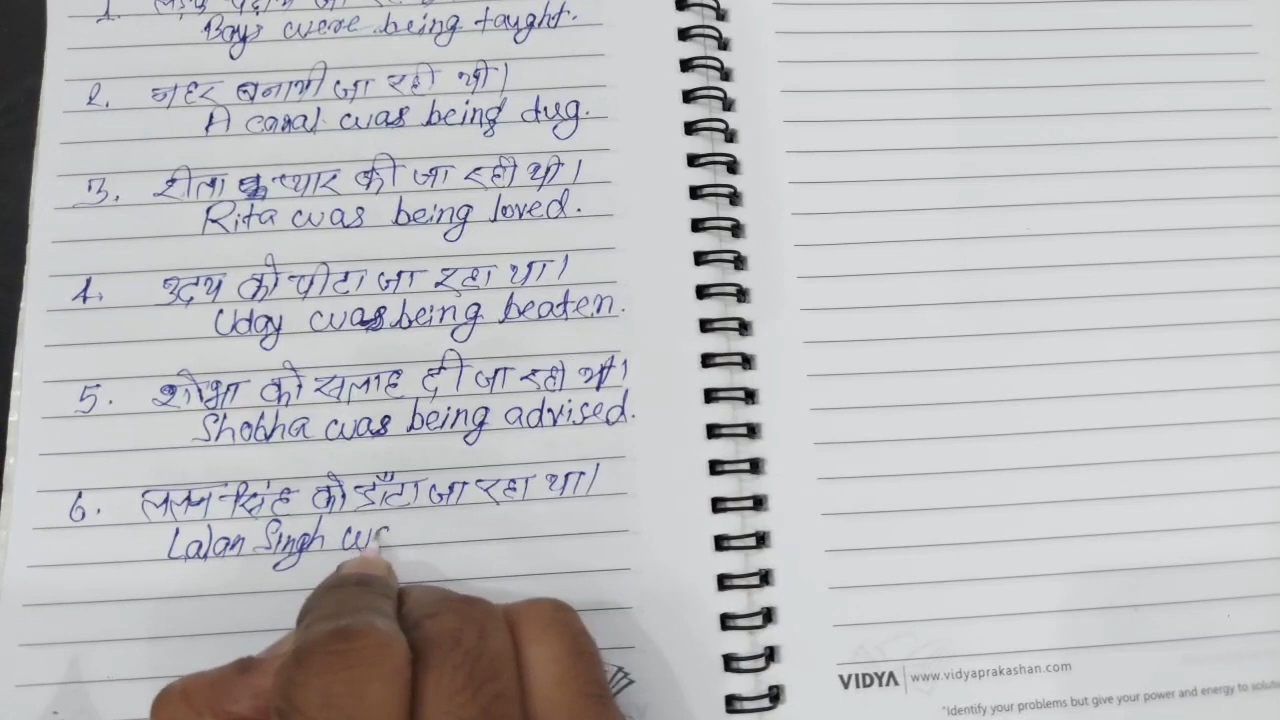 1.
Boys were being taught.
2. नहर बनायी जा रही थी।
A canal was being dug.
3. रीता प्यार की जा रही थी।
Rita was being loved.
4. उदय को पीटा जा रहा था।
Uday was being beaten.
5. शोभा को सलाह दी जा रही थी।
Shobha was being advised.
6. ललन सिंह को डाँटा जा रहा था।
Lalan Singh wa
VIDYA www.vidyaprakashan.com
"Identify your problems but give your power and energy to